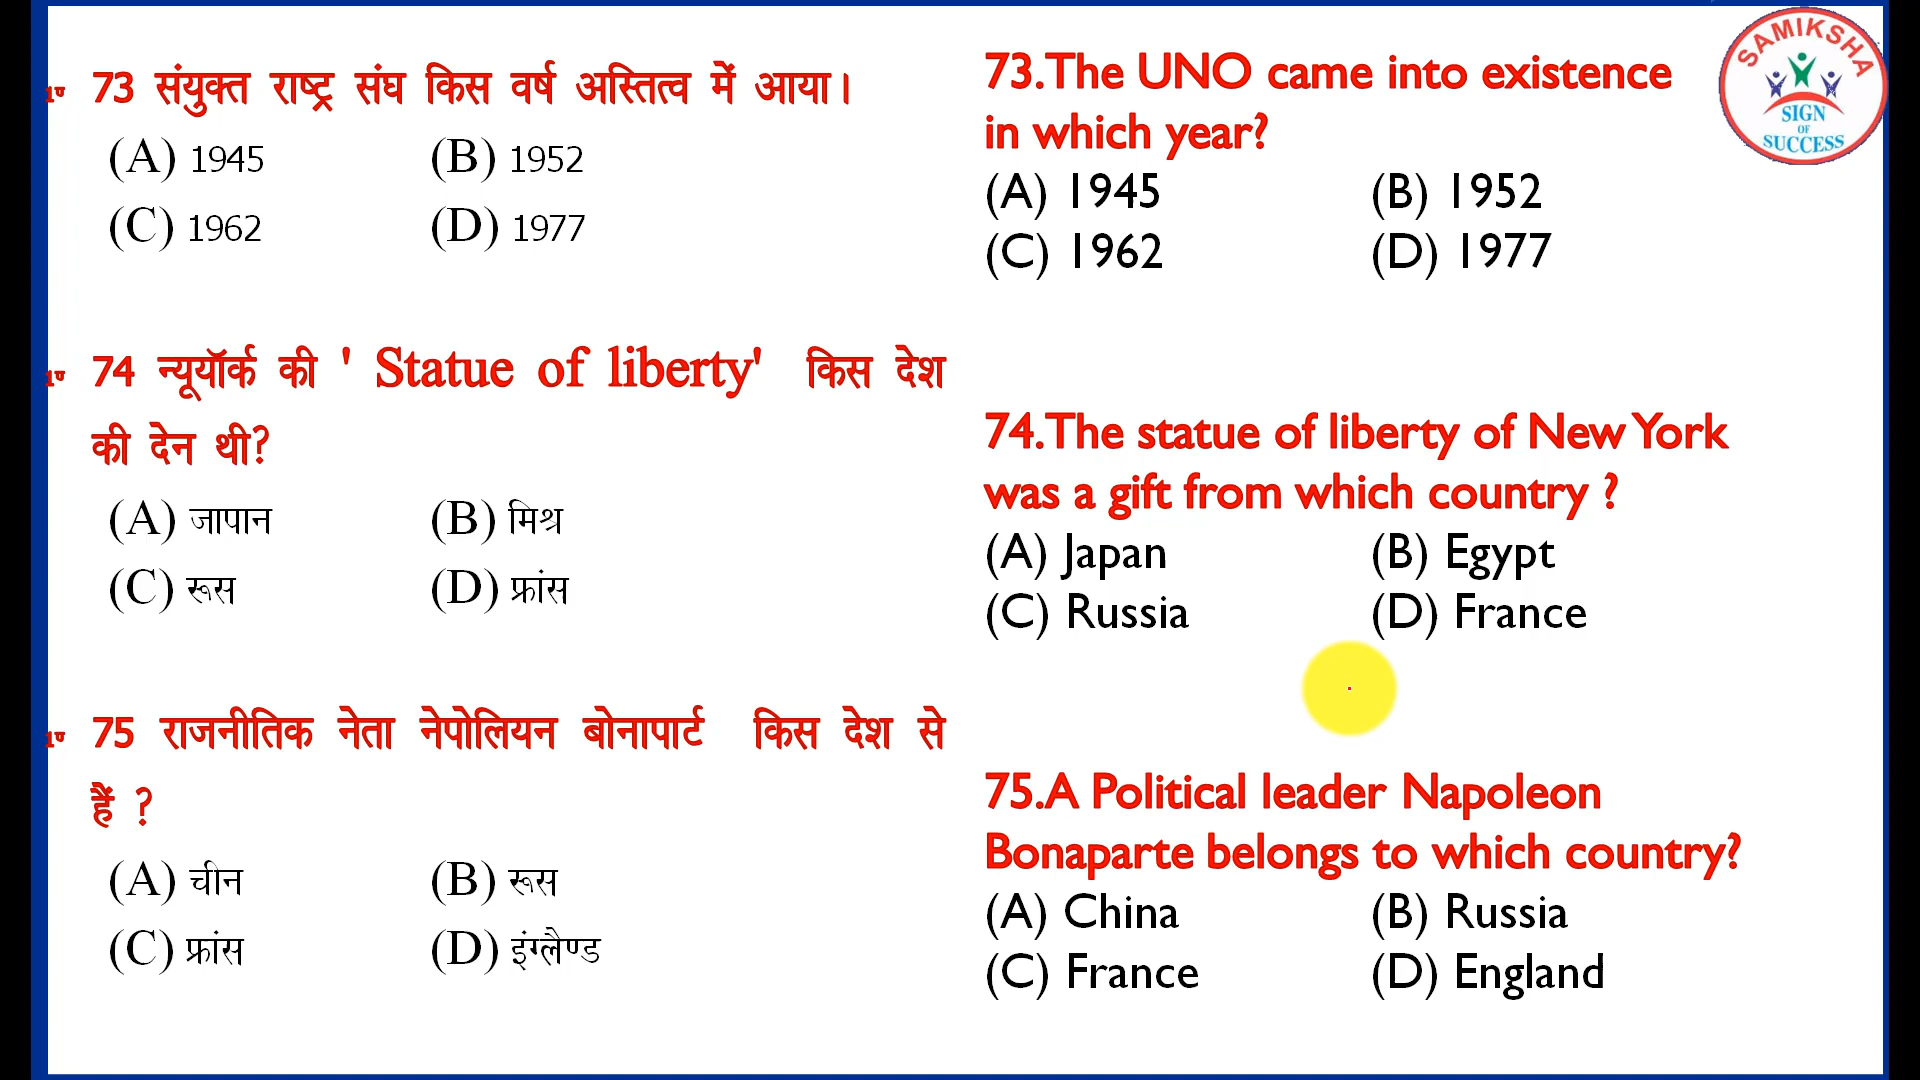 73 संयुक्त राष्ट्र संघ किस वर्ष अस्तित्व में आया।
(A) 1945 (B) 1952
(C) 1962 (D) 1977
74 न्यूयॉर्क की ' Statue of liberty' किस देश
की देन थी?
(A) जापान (B) मिश्र
(C) रूस (D) फ्रांस
75 राजनीतिक नेता नेपोलियन बोनापार्ट किस देश से
हैं ?
(A) चीन (B) रूस
(C) फ्रांस (D) इंग्लैण्ड
73.The UNO came into existence
in which year?
(A) 1945 (B) 1952
(C) 1962 (D) 1977
74.The statue of liberty of New York
was a gift from which country ?
(A) Japan (B) Egypt
(C) Russia (D) France
75.A Political leader Napoleon
Bonaparte belongs to which country?
(A) China (B) Russia
(C) France (D) England
SAMIKSHA
SIGN
OF
SUCCESS